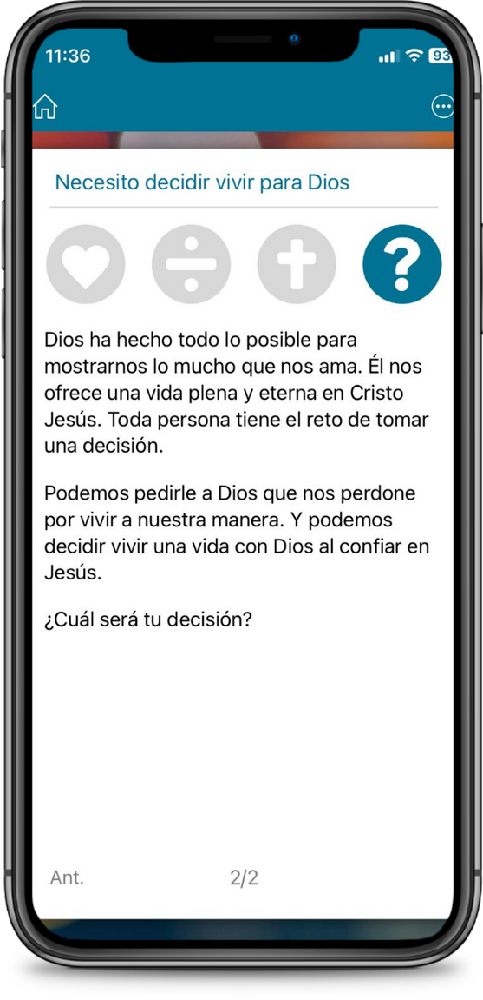 11:36
93
Necesito decidir vivir para Dios
Dios ha hecho todo lo posible para
mostrarnos lo mucho que nos ama. Él nos
ofrece una vida plena y eterna en Cristo
Jesús. Toda persona tiene el reto de tomar
una decisión.
Podemos pedirle a Dios que nos perdone
por vivir a nuestra manera. Y podemos
decidir vivir una vida con Dios al confiar en
Jesús.
¿Cuál será tu decisión?
Ant.
2/2